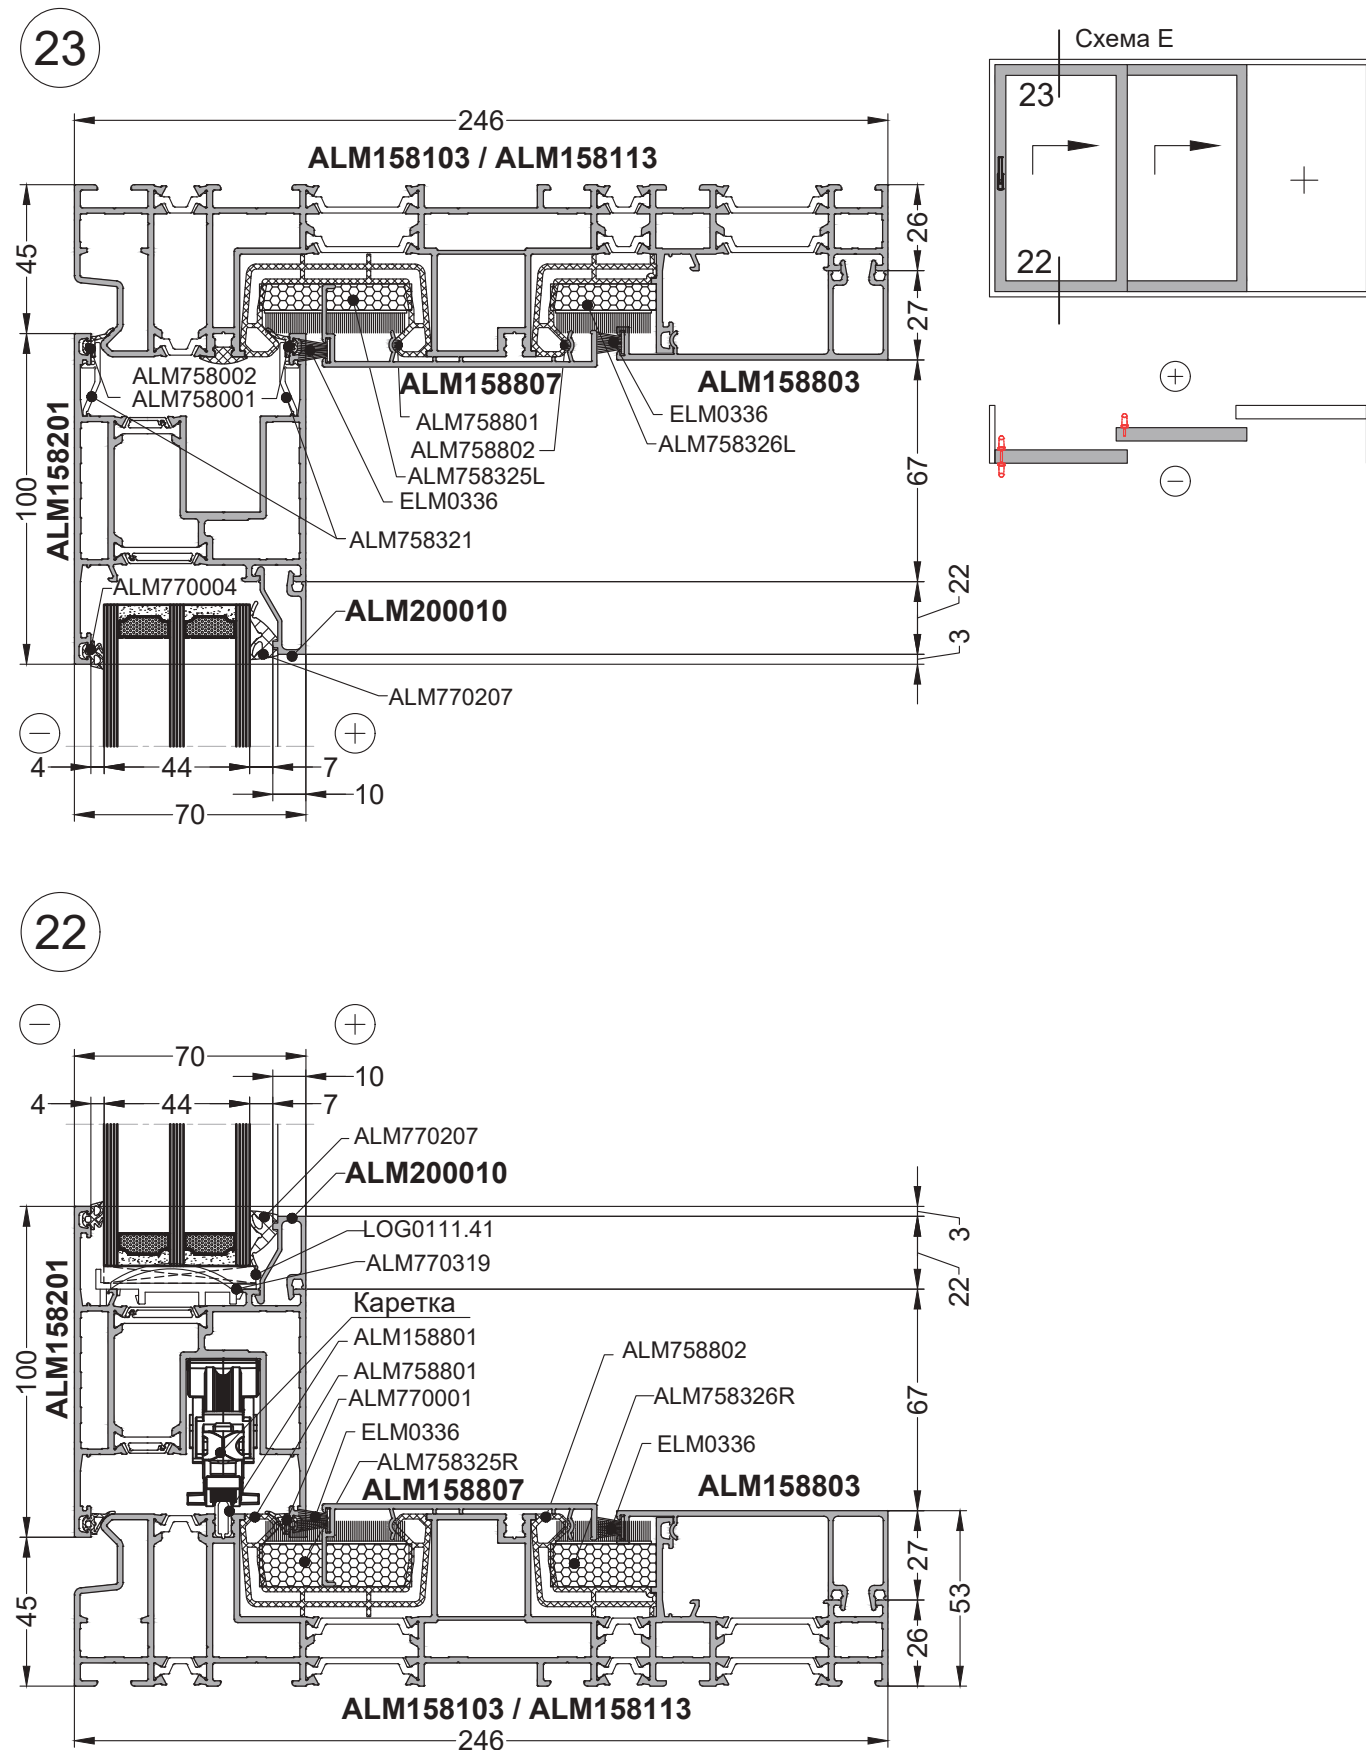 23
Схема E
246
ALM158103 / ALM158113
23
22
45
26
27
ALM758002
ALM758001
ALM158807
ALM158803
ALM758801
ALM758802
ALM758325L
ELM0336
ELM0336
ALM758326L
ALM158201
100
67
ALM758321
ALM770004
ALM200010
22
3
ALM770207
4
44
7
10
70
22
70
10
4
44
7
ALM770207
ALM200010
LOG0111.41
ALM770319
3
22
Каретка
ALM158801
ALM758801
ALM770001
ELM0336
ALM758325R
ALM158807
ALM758802
ALM758326R
ELM0336
ALM158803
ALM158201
100
67
45
27
26
53
ALM158103 / ALM158113
246